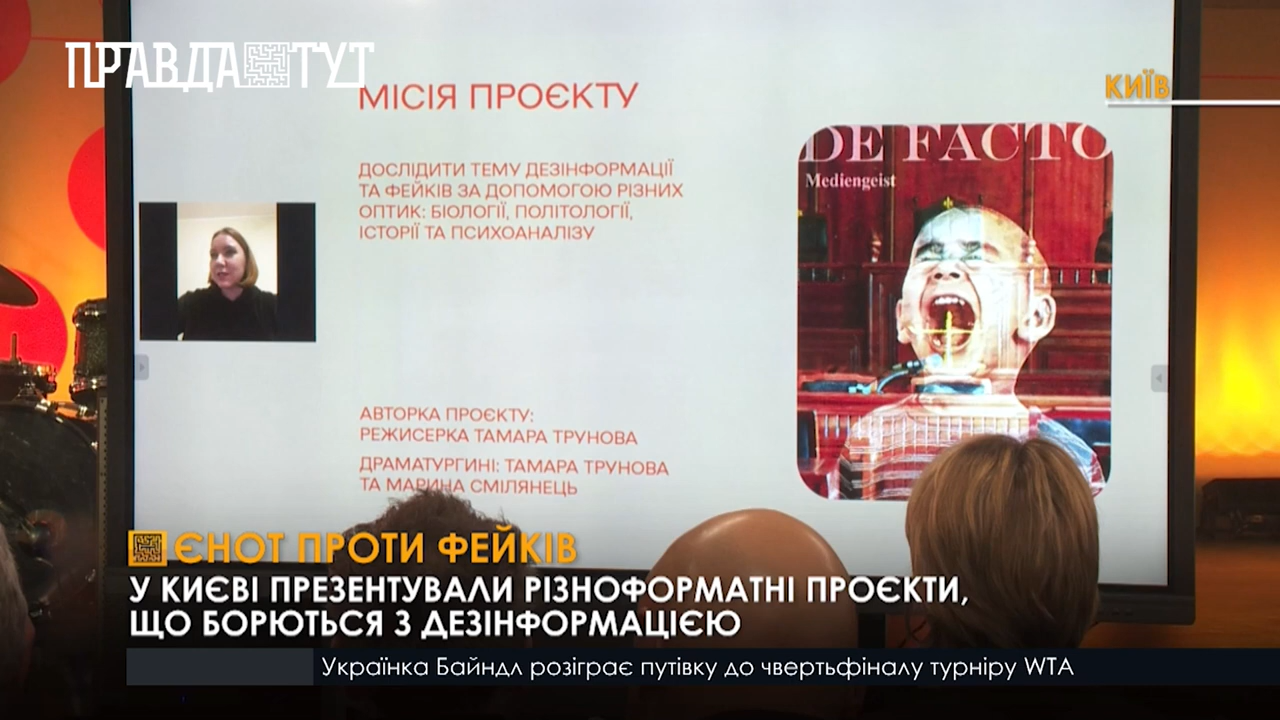 ПРАВДА ТУТ
КИЇВ
МІСІЯ ПРОЄКТУ
ДОСЛІДИТИ ТЕМУ ДЕЗІНФОРМАЦІЇ
ТА ФЕЙКІВ ЗА ДОПОМОГОЮ РІЗНИХ
ОПТИК: БІОЛОГІЇ, ПОЛІТОЛОГІЇ,
ІСТОРІЇ ТА ПСИХОАНАЛІЗУ
DE FACTO
Mediengeist
АВТОРКА ПРОЄКТУ:
РЕЖИСЕРКА ТАМАРА ТРУНОВА
ДРАМАТУРГИНІ: ТАМАРА ТРУНОВА
ТА МАРИНА СМІЛЯНЕЦЬ
ЄНОТ ПРОТИ ФЕЙКІВ
У КИЄВІ ПРЕЗЕНТУВАЛИ РІЗНОФОРМАТНІ ПРОЄКТИ,
ЩО БОРЮТЬСЯ З ДЕЗІНФОРМАЦІЄЮ
Українка Байндл розіграє путівку до чвертьфіналу турніру WTA